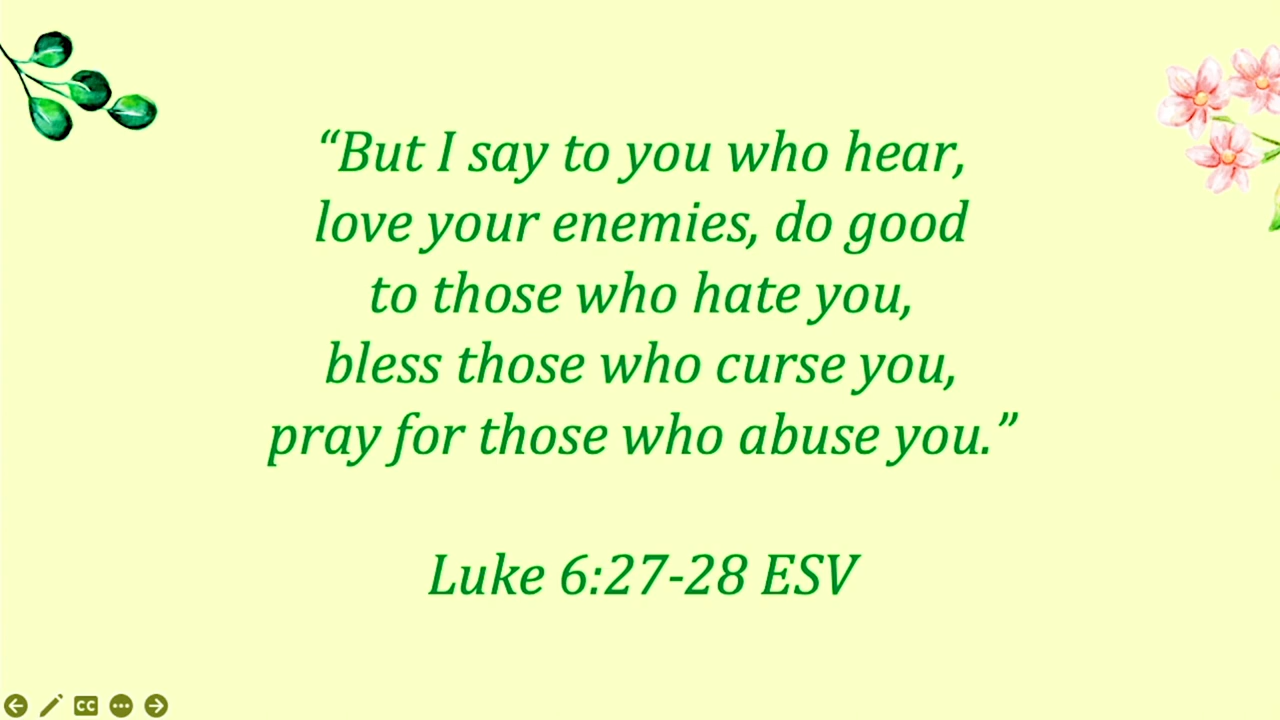 “But I say to you who hear,
love your enemies, do good
to those who hate you,
bless those who curse you,
pray for those who abuse you.”
Luke 6:27-28 ESV
CC